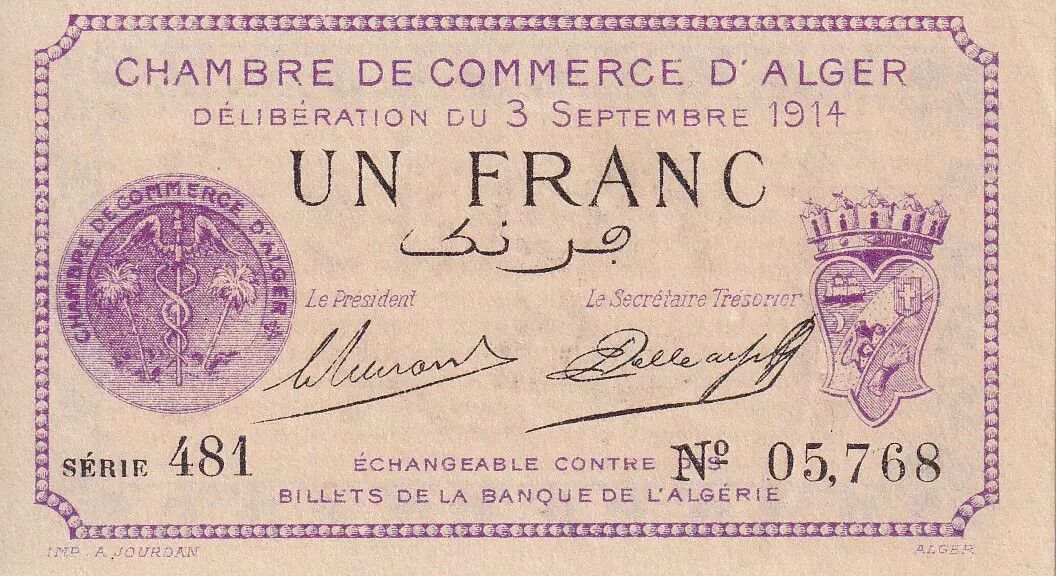 CHAMBRE DE COMMERCE D'ALGER
DÉLIBÉRATION DU 3 SEPTEMBRE 1914
UN FRANC
فرنك
CHAMBRE DE COMMERCE D'ALGER
Le Président
Le Secrétaire Trésorier
SÉRIE 481
ÉCHANGEABLE CONTRE DES
Nº 05,768
BILLETS DE LA BANQUE DE L'ALGÉRIE
IMP. A. JOURDAN
ALGER